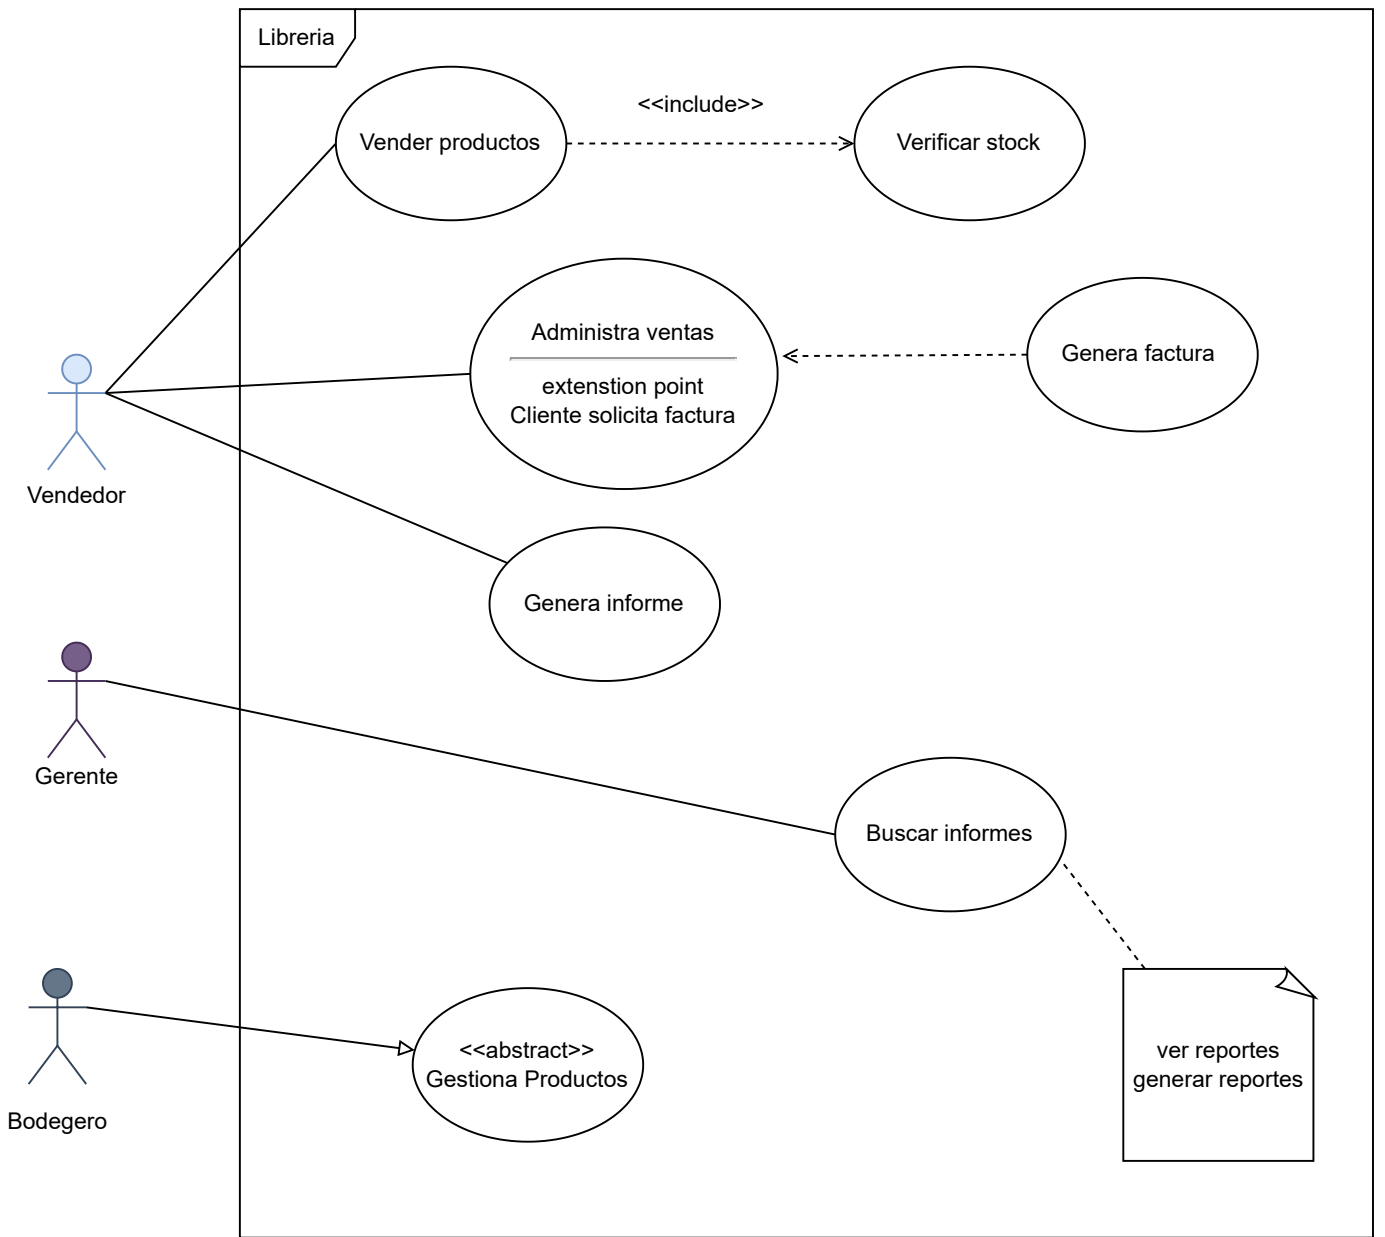 Libreria
Vender productos
<<include>>
Verificar stock
Administra ventas
extenstion point
Cliente solicita factura
Genera factura
Vendedor
Genera informe
Gerente
Buscar informes
Bodegero
<<abstract>>
Gestiona Productos
ver reportes
generar reportes